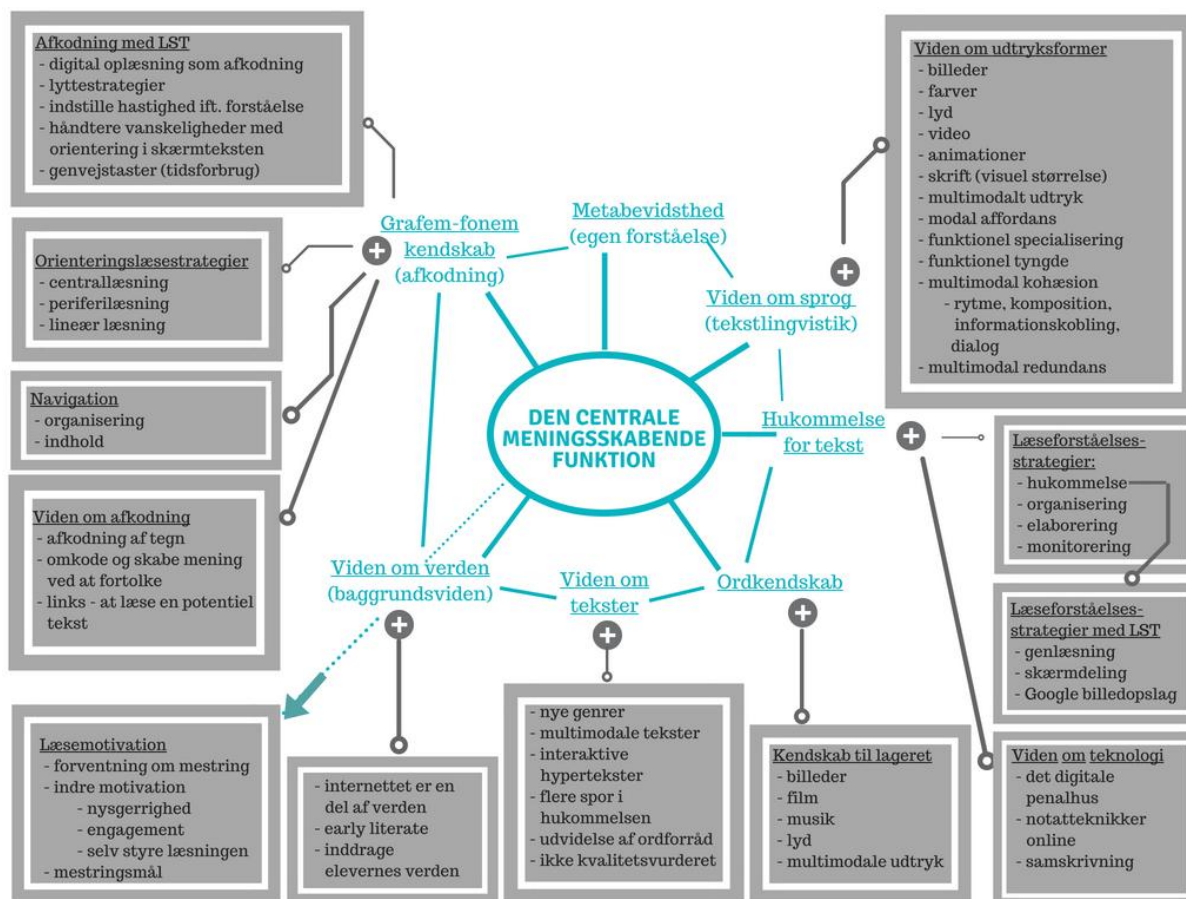 Afkodning med LST
- digital oplæsning som afkodning
- lyttestrategier
- indstille hastighed ift. forståelse
- håndtere vanskeligheder med
orientering i skærmteksten
- genvejstaster (tidsforbrug)
Orienteringslæsestrategier
- centrallæsning
- periferilæsning
- lineær læsning
Navigation
- organisering
- indhold
Viden om afkodning
- afkodning af tegn
- omkode og skabe mening
ved at fortolke
- links - at læse en potentiel
tekst
Læsemotivation
- forventning om mestring
- indre motivation
- nysgerrighed
- engagement
- selv styre læsningen
- mestringsmål
Grafem-fonem
kendskab
(afkodning)
Metabevidsthed
(egen forståelse)
Viden om sprog
(tekstlingvistik)
DEN CENTRALE
MENINGSSKABENDE
FUNKTION
Hukommelse
for tekst
Viden om verden
(baggrundsviden)
Viden om
tekster
Ordkendskab
- internettet er en
del af verden
- early literate
- inddrage
elevernes verden
- nye genrer
- multimodale tekster
- interaktive
hypertekster
- flere spor i
hukommelsen
- udvidelse af ordforråd
- ikke kvalitetsvurderet
Kendskab til lageret
- billeder
- film
- musik
- lyd
- multimodale udtryk
Viden om udtryksformer
- billeder
- farver
- lyd
- video
- animationer
- skrift (visuel størrelse)
- multimodalt udtryk
- modal affordans
- funktionel specialisering
- funktionel tyngde
- multimodal kohæsion
- rytme, komposition,
informationskobling,
dialog
- multimodal redundans
Læseforståelses-
strategier:
- hukommelse
- organisering
- elaborering
- monitorering
Læseforståelses-
strategier med LST
- genlæsning
- skærmdeling
- Google billedopslag
Viden om teknologi
- det digitale
penalhus
- notatteknikker
online
- samskrivning